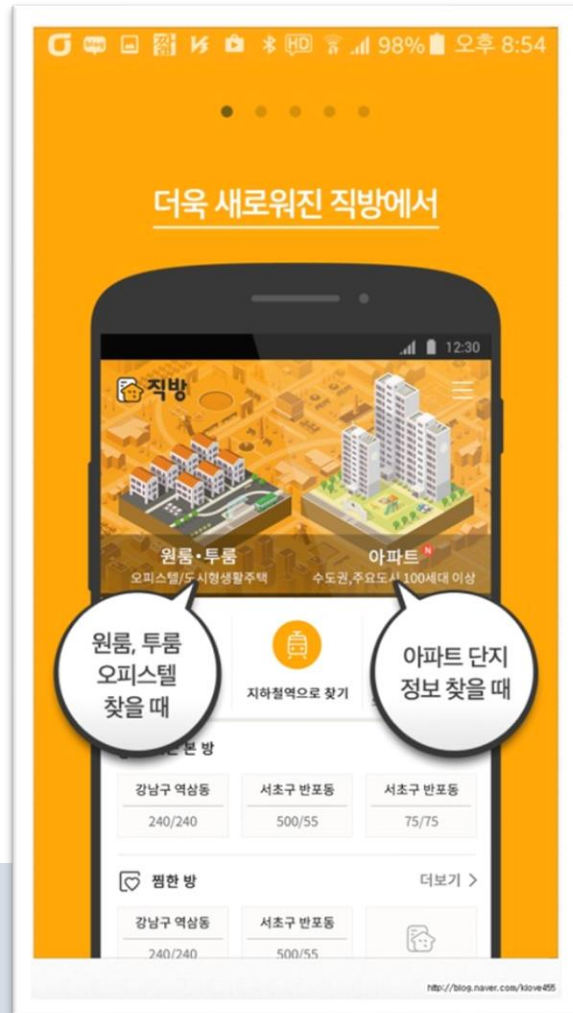 98% 오후 8:54
더욱 새로워진 직방에서
12:30
직방
원룸•투룸
오피스텔/도시형생활주택
아파트 N
수도권,주요도시 100세대 이상
원룸, 투룸
오피스텔
찾을 때
지하철역으로 찾기
아파트 단지
정보 찾을 때
본 방
강남구 역삼동
240/240
서초구 반포동
500/55
서초구 반포동
75/75
찜한 방
더보기 >
강남구 역삼동
240/240
서초구 반포동
500/55
http://blog.naver.com/klove455